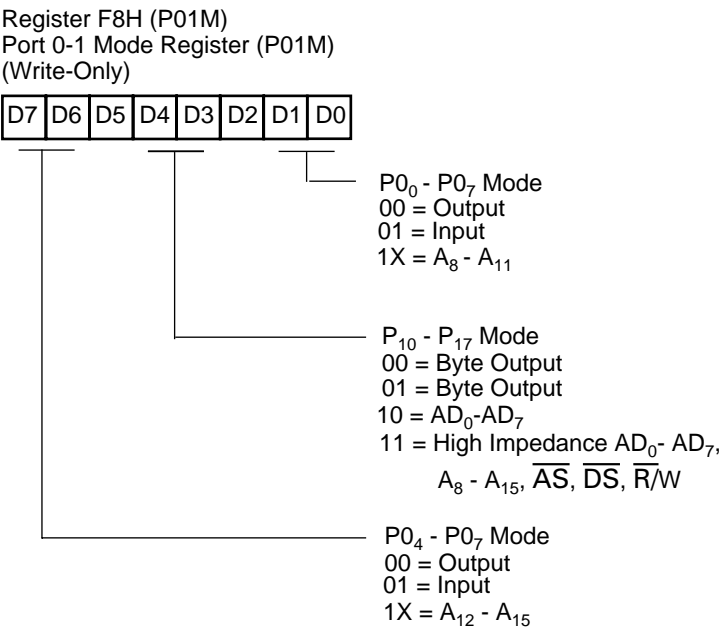 Register F8H (P01M)
Port 0-1 Mode Register (P01M)
(Write-Only)
D7 D6 D5 D4 D3 D2 D1 D0
P0₀ - P0₇ Mode
00 = Output
01 = Input
1X = A₈ - A₁₁
P₁₀ - P₁₇ Mode
00 = Byte Output
01 = Byte Output
10 = AD₀-AD₇
11 = High Impedance AD₀- AD₇,
A₈ - A₁₅, A̅S̅, D̅S̅, R̅/W
P0₄ - P0₇ Mode
00 = Output
01 = Input
1X = A₁₂ - A₁₅